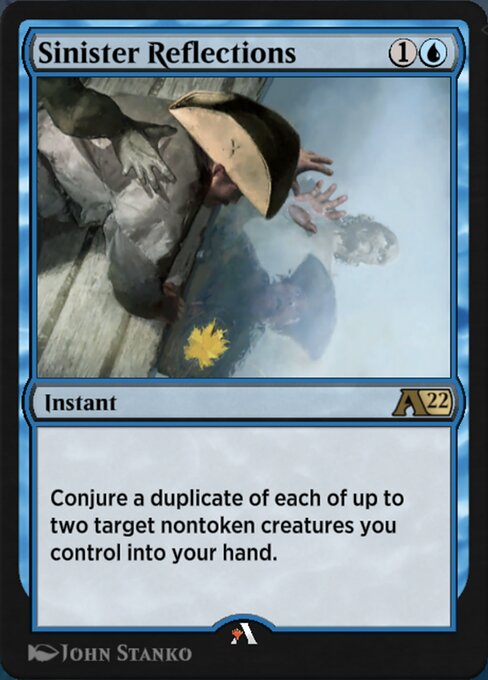 Sinister Reflections 1
Instant A22
Conjure a duplicate of each of up to
two target nontoken creatures you
control into your hand.
John Stanko